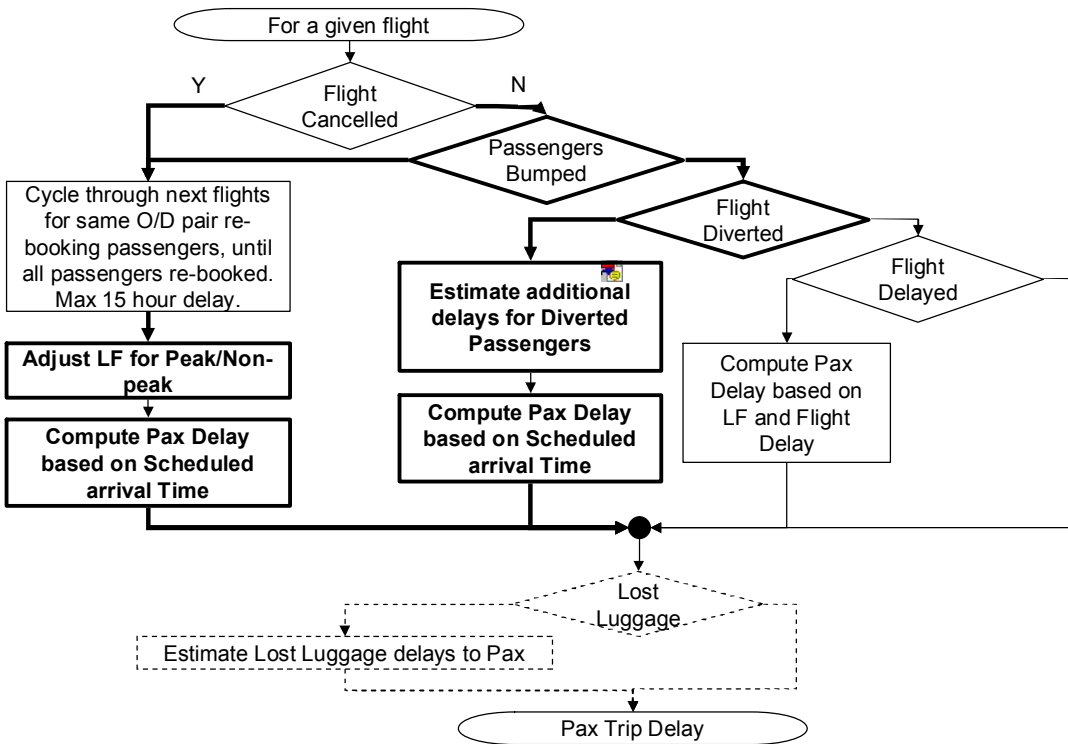 For a given flight
Y
Flight
Cancelled
N
Passengers
Bumped
Cycle through next flights
for same O/D pair re-
booking passengers, until
all passengers re-booked.
Max 15 hour delay.
Flight
Diverted
Flight
Delayed
Estimate additional
delays for Diverted
Passengers
Adjust LF for Peak/Non-
peak
Compute Pax
Delay based on
LF and Flight
Delay
Compute Pax Delay
based on Scheduled
arrival Time
Compute Pax Delay
based on Scheduled
arrival Time
Lost
Luggage
Estimate Lost Luggage delays to Pax
Pax Trip Delay